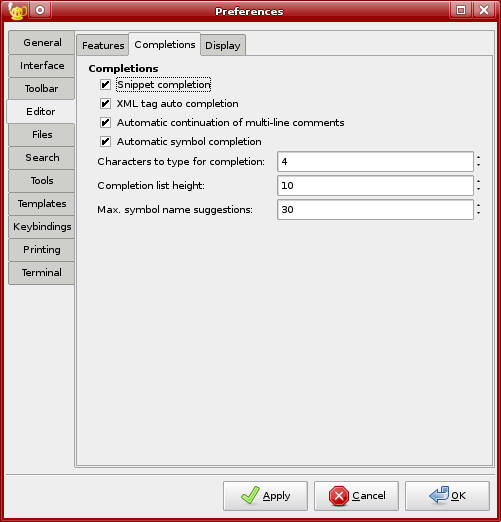 Preferences
General
Interface
Toolbar
Editor
Files
Search
Tools
Templates
Keybindings
Printing
Terminal
Features Completions Display
Completions
Snippet completion
XML tag auto completion
Automatic continuation of multi-line comments
Automatic symbol completion
Characters to type for completion: 4
Completion list height: 10
Max. symbol name suggestions: 30
Apply Cancel OK